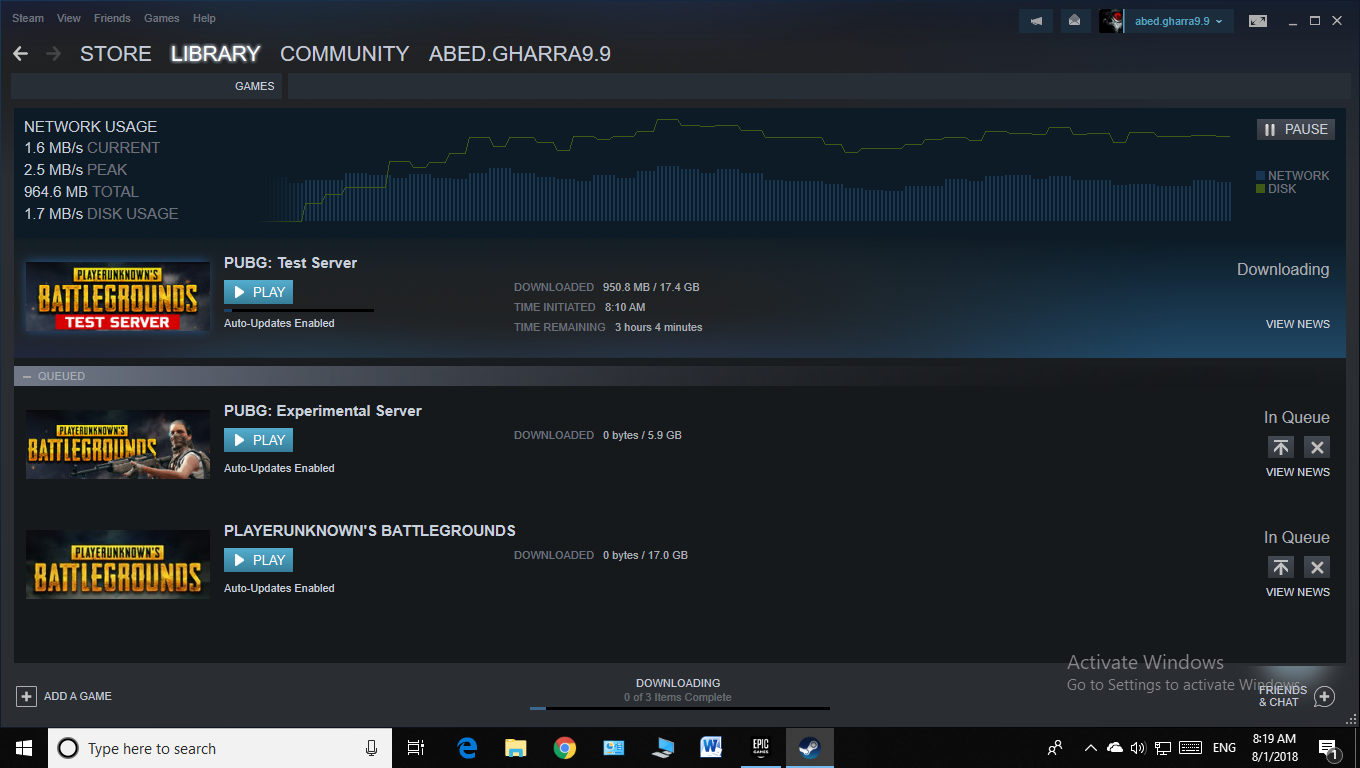 Steam View Friends Games Help
abed.gharra9.9
STORE LIBRARY COMMUNITY ABED.GHARRA9.9
GAMES
NETWORK USAGE
1.6 MB/s CURRENT
2.5 MB/s PEAK
964.6 MB TOTAL
1.7 MB/s DISK USAGE
PAUSE
NETWORK
DISK
PLAYERUNKNOWN'S
BATTLEGROUNDS
TEST SERVER
PUBG: Test Server
PLAY
Auto-Updates Enabled
DOWNLOADED 950.8 MB / 17.4 GB
TIME INITIATED 8:10 AM
TIME REMAINING 3 hours 4 minutes
Downloading
VIEW NEWS
QUEUED
PLAYERUNKNOWN'S
BATTLEGROUNDS
PUBG: Experimental Server
PLAY
Auto-Updates Enabled
DOWNLOADED 0 bytes / 5.9 GB
In Queue
VIEW NEWS
PLAYERUNKNOWN'S
BATTLEGROUNDS
PLAYERUNKNOWN'S BATTLEGROUNDS
PLAY
Auto-Updates Enabled
DOWNLOADED 0 bytes / 17.0 GB
In Queue
VIEW NEWS
Activate Windows
Go to Settings to activate Windows.
ADD A GAME
DOWNLOADING
0 of 3 Items Complete
FRIENDS
& CHAT
Type here to search
W
EPIC
GAMES
ENG
8:19 AM
8/1/2018
1